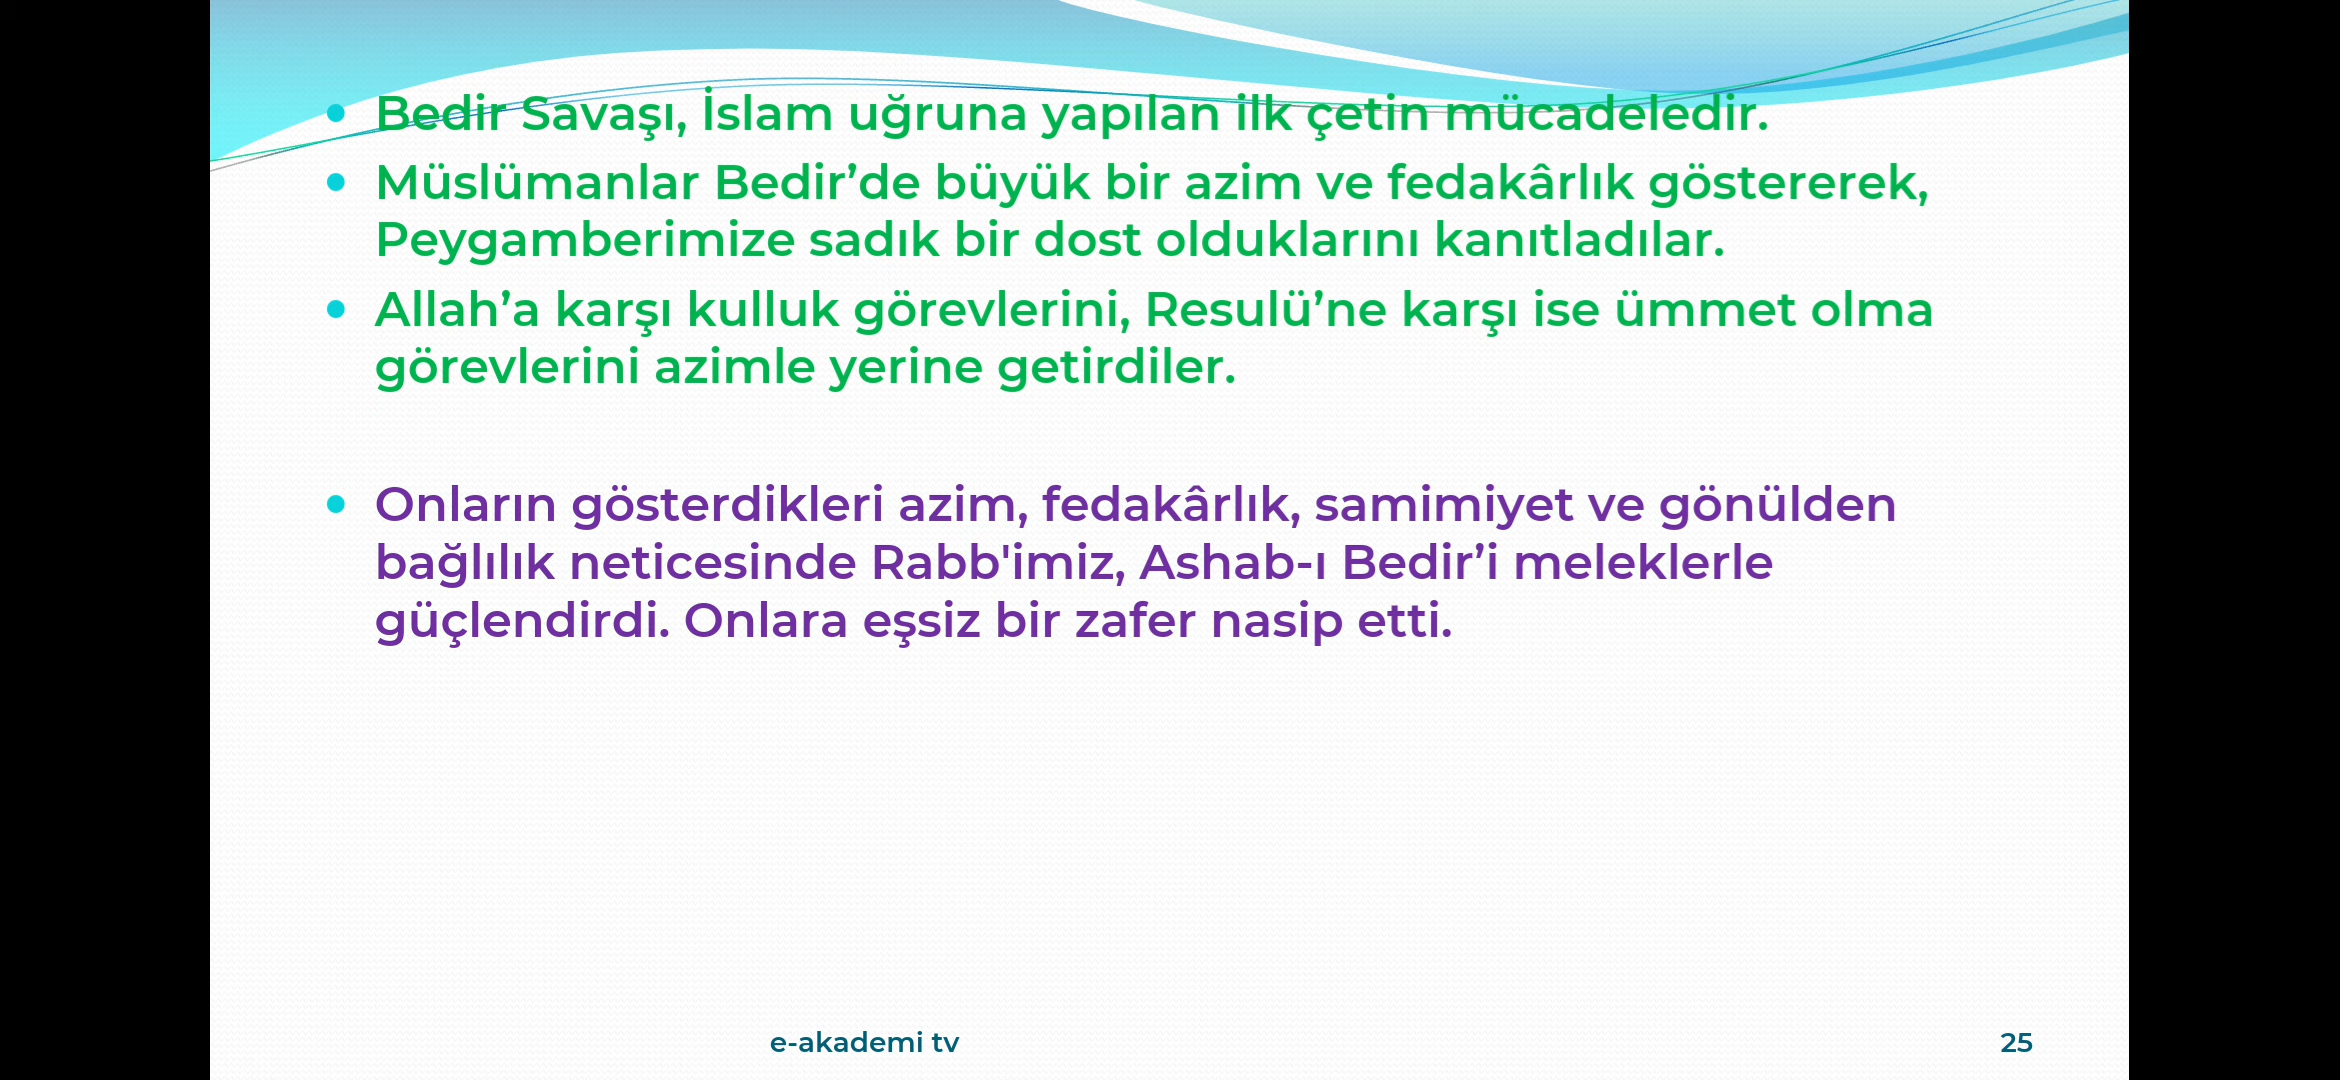 • Bedir Savaşı, İslam uğruna yapılan ilk çetin mücadeledir.
• Müslümanlar Bedir’de büyük bir azim ve fedakârlık göstererek,
Peygamberimize sadık bir dost olduklarını kanıtladılar.
• Allah’a karşı kulluk görevlerini, Resulü’ne karşı ise ümmet olma
görevlerini azimle yerine getirdiler.
• Onların gösterdikleri azim, fedakârlık, samimiyet ve gönülden
bağlılık neticesinde Rabb'imiz, Ashab-ı Bedir’i meleklerle
güçlendirdi. Onlara eşsiz bir zafer nasip etti.
e-akademi tv
25